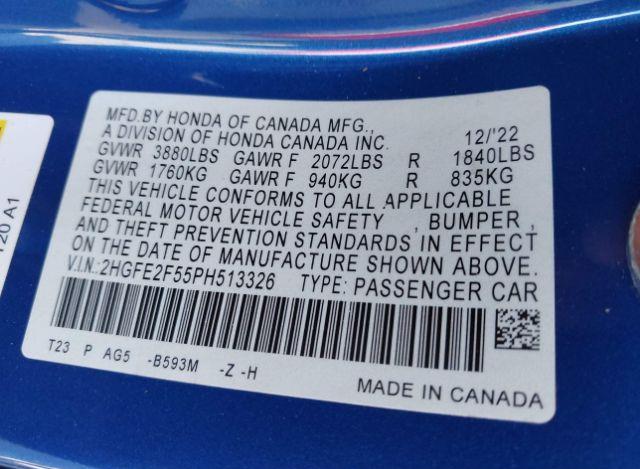 MFD.BY HONDA OF CANADA MFG.,
A DIVISION OF HONDA CANADA INC. 12/'22
GVWR 3880LBS GAWR F 2072LBS R 1840LBS
GVWR 1760KG GAWR F 940KG R 835KG
THIS VEHICLE CONFORMS TO ALL APPLICABLE
FEDERAL MOTOR VEHICLE SAFETY , BUMPER,
AND THEFT PREVENTION STANDARDS IN EFFECT
ON THE DATE OF MANUFACTURE SHOWN ABOVE.
V.I.N.:2HGFE2F55PH513326 TYPE: PASSENGER CAR
T23 P AG5 -B593M -Z -H
MADE IN CANADA
120 A1